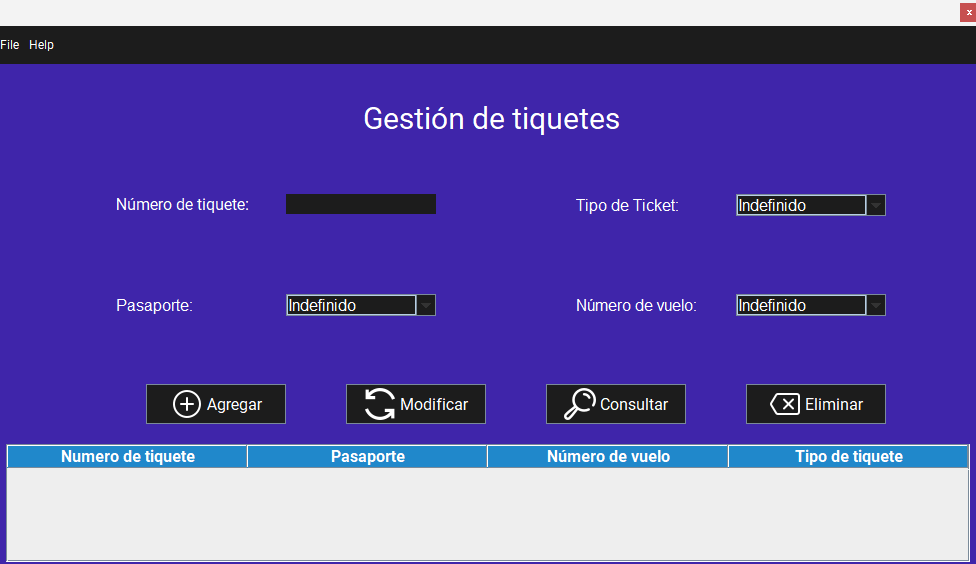 x
File Help
Gestión de tiquetes
Número de tiquete:
Tipo de Ticket: Indefinido
Pasaporte: Indefinido
Número de vuelo: Indefinido
Agregar
Modificar
Consultar
Eliminar
Numero de tiquete Pasaporte Número de vuelo Tipo de tiquete